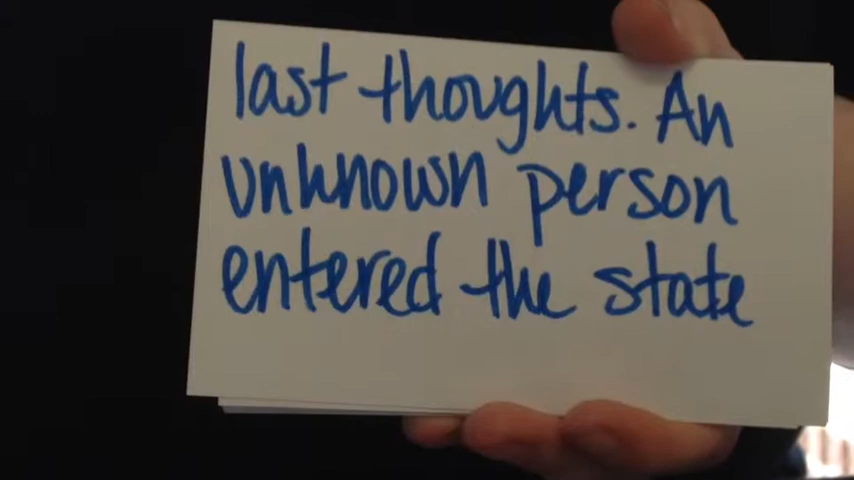 last thoughts. An
unknown person
entered the state